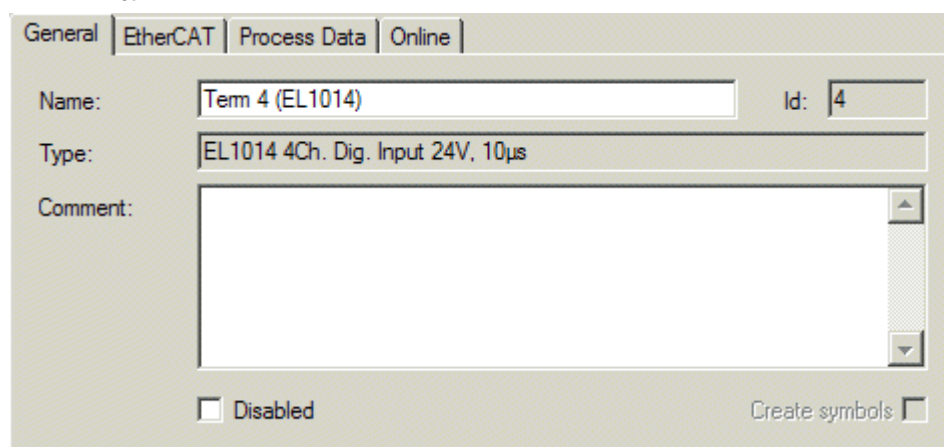 General EtherCAT Process Data Online
Name: Term 4 (EL1014) Id: 4
Type: EL1014 4Ch. Dig. Input 24V, 10µs
Comment:
Disabled Create symbols